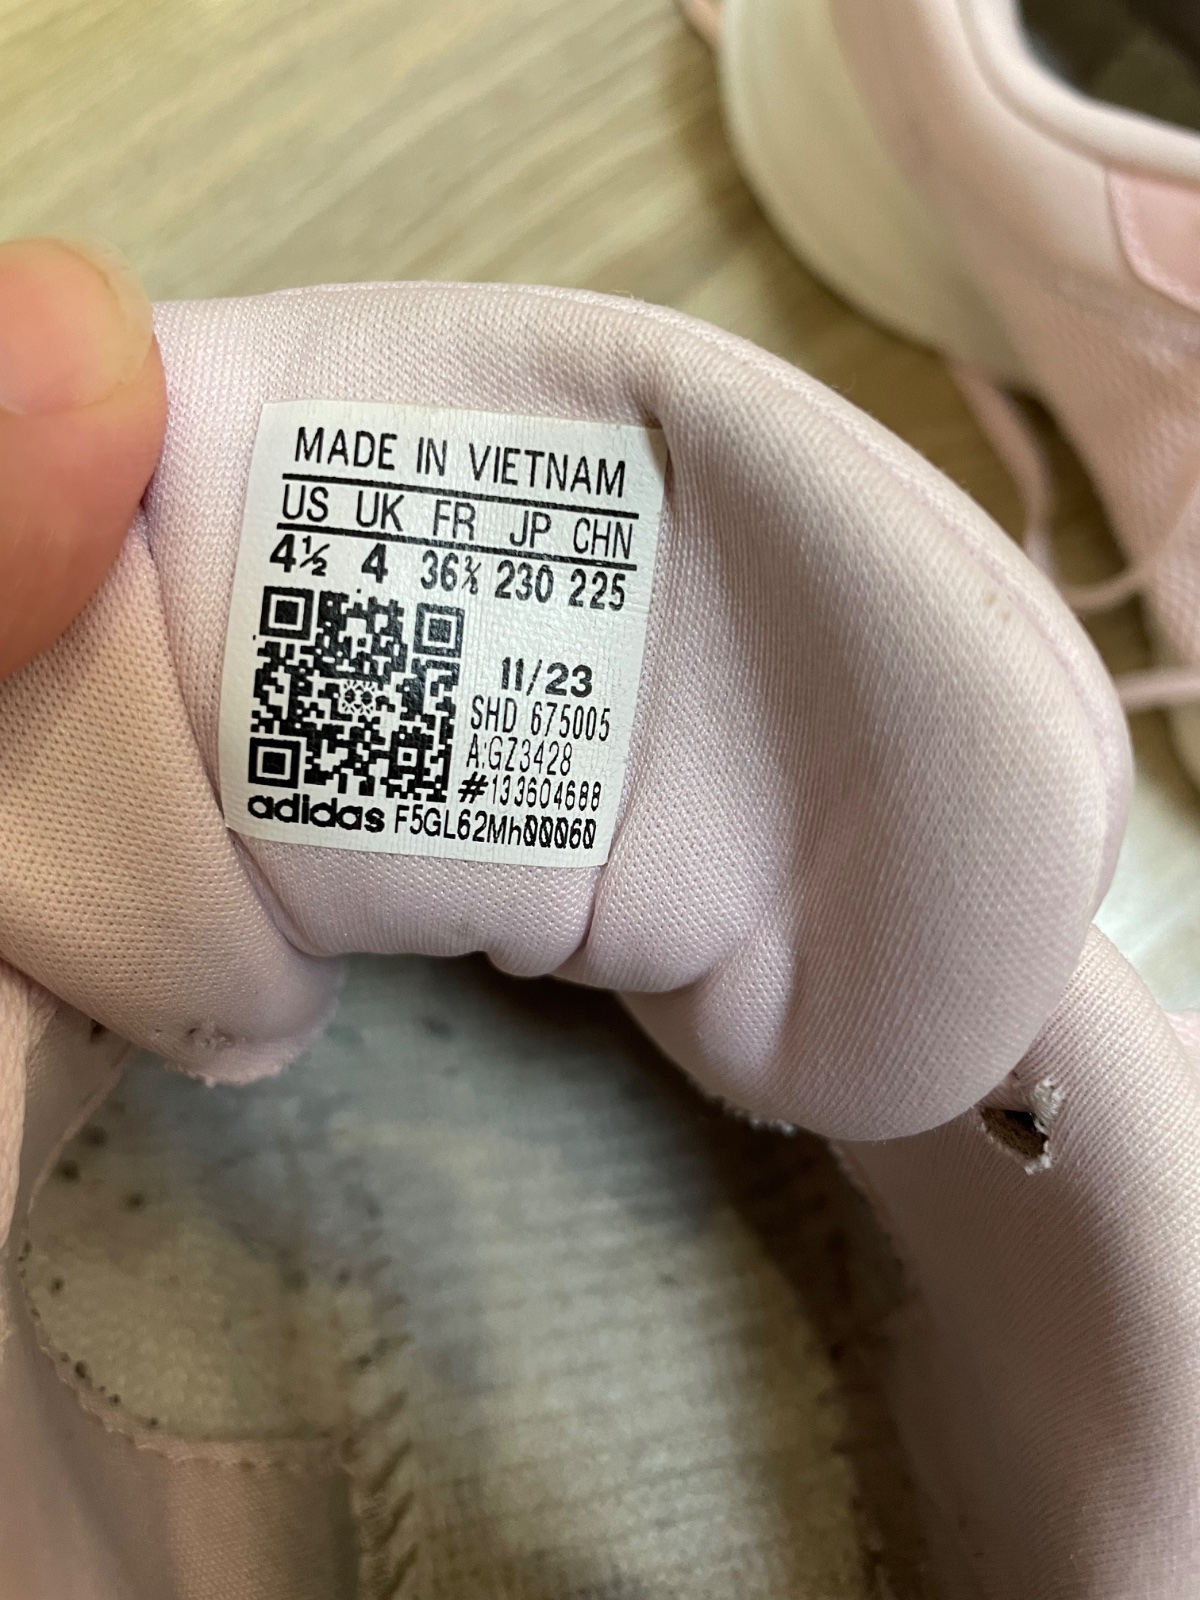 MADE IN VIETNAM
US UK FR JP CHN
4½ 4 36⅔ 230 225
11/23
SHD 675005
A:GZ3428
#133604688
adidas F5GL62Mh00060